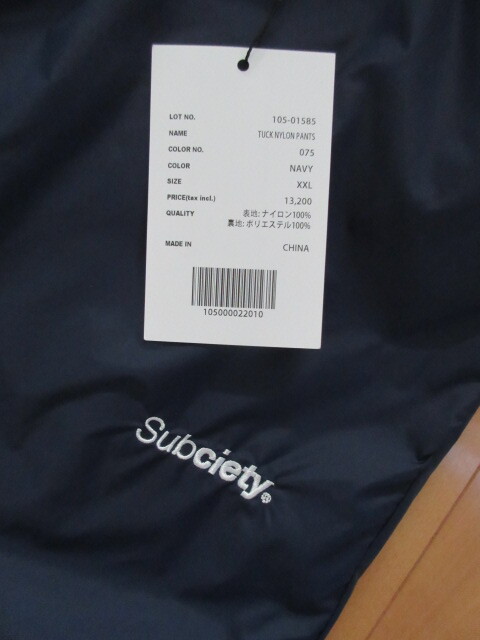 LOT NO. 105-01585
NAME TUCK NYLON PANTS
COLOR NO. 075
COLOR NAVY
SIZE XXL
PRICE(tax incl.) 13,200
QUALITY 表地: ナイロン100%
裏地: ポリエステル100%
MADE IN CHINA
105000022010
Subciety®